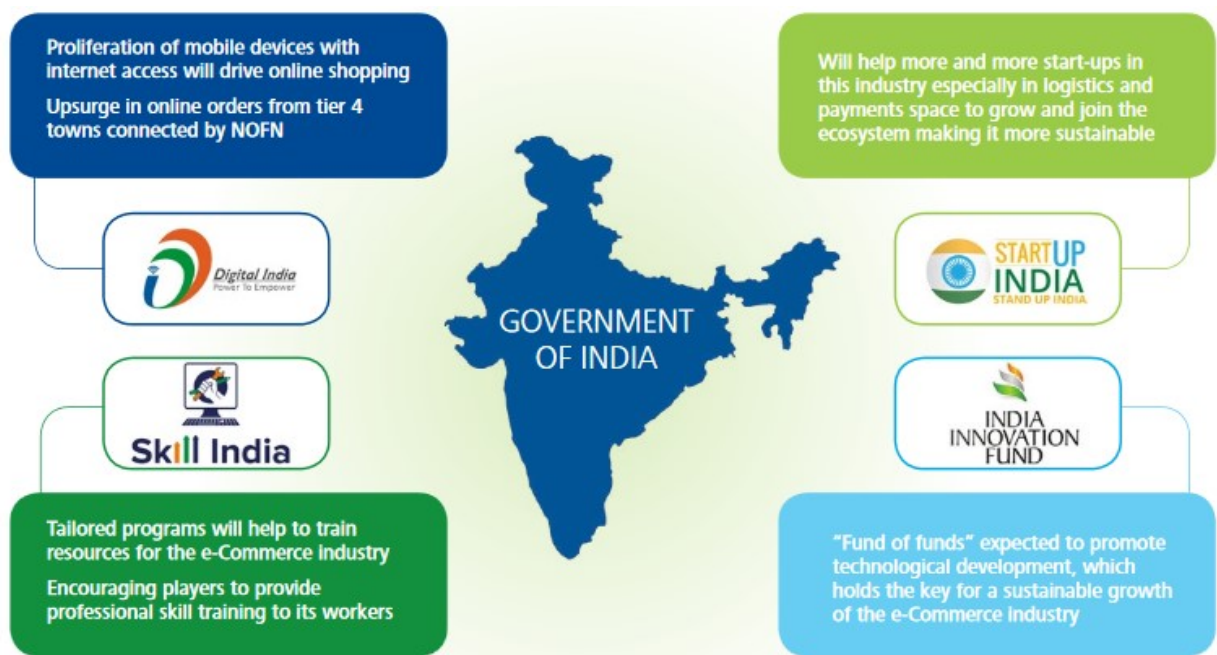 Proliferation of mobile devices with
internet access will drive online shopping
Upsurge in online orders from tier 4
towns connected by NOFN
Will help more and more start-ups in
this industry especially in logistics and
payments space to grow and join the
ecosystem making it more sustainable
Digital India
Power To Empower
STARTUP
INDIA
STAND UP INDIA
GOVERNMENT
OF INDIA
Skill India
INDIA
INNOVATION
FUND
Tailored programs will help to train
resources for the e-Commerce industry
Encouraging players to provide
professional skill training to its workers
“Fund of funds” expected to promote
technological development, which
holds the key for a sustainable growth
of the e-Commerce industry